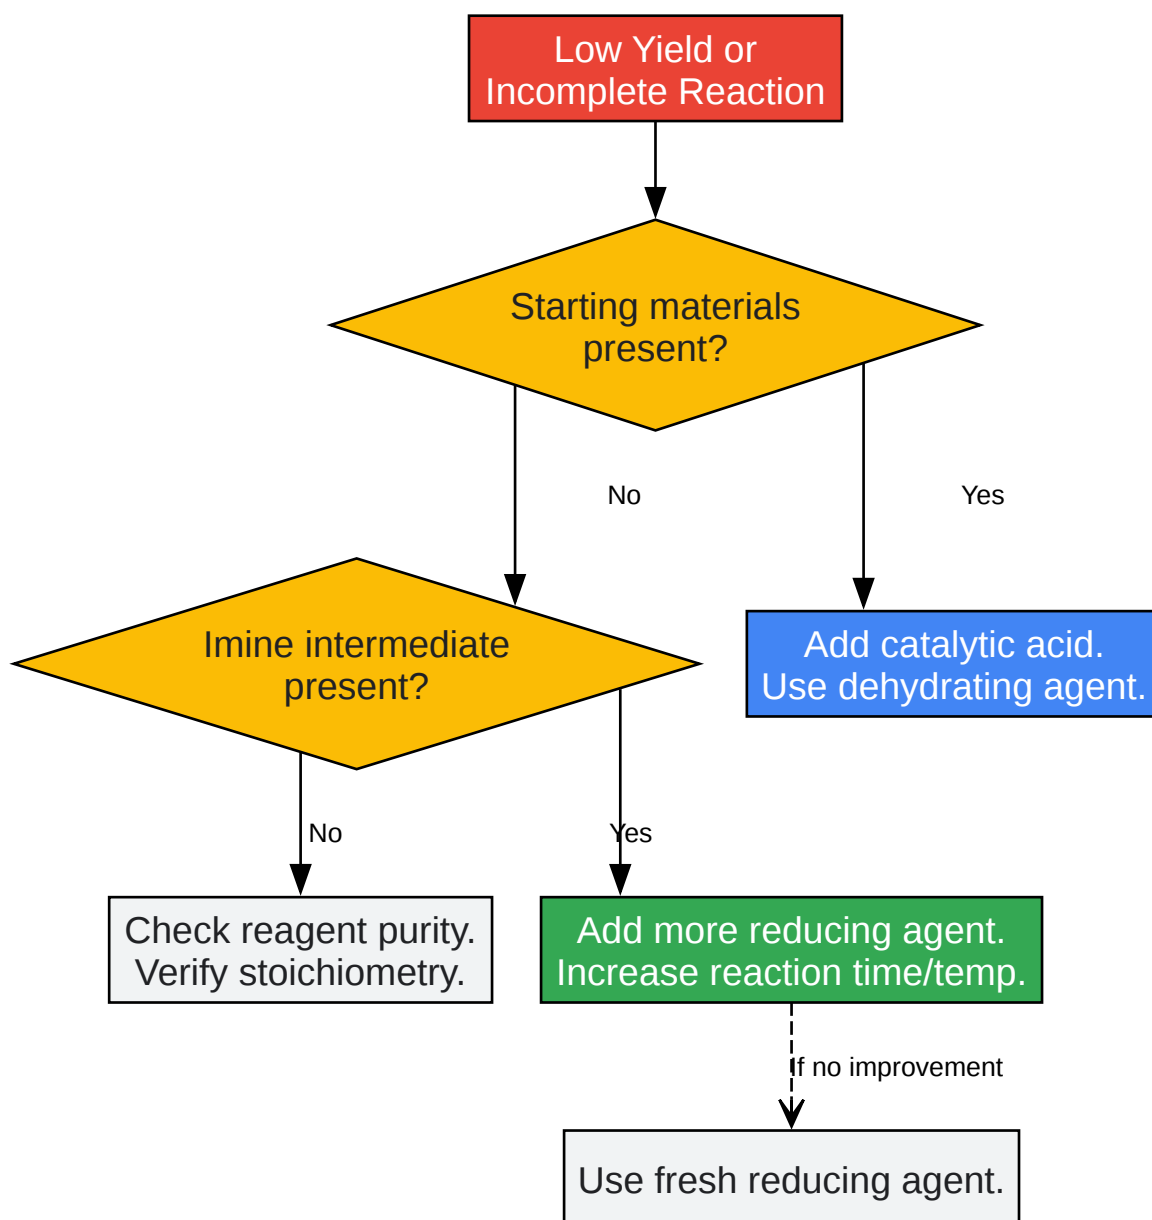 Low Yield or
Incomplete Reaction
Starting materials
present?
No
Yes
Imine intermediate
present?
Add catalytic acid.
Use dehydrating agent.
No
Yes
Check reagent purity.
Verify stoichiometry.
Add more reducing agent.
Increase reaction time/temp.
If no improvement
Use fresh reducing agent.